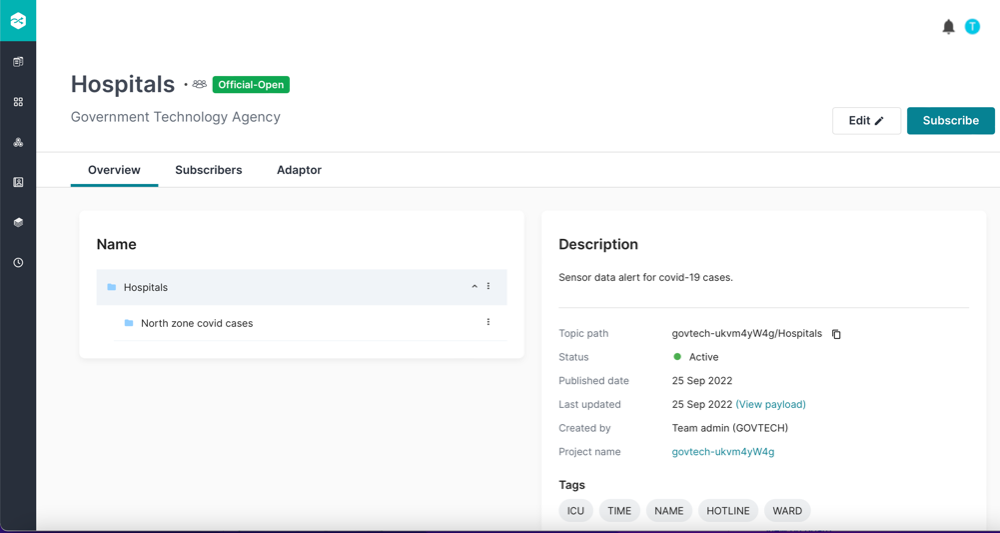 T
Hospitals · Official-Open
Government Technology Agency
Edit
Subscribe
Overview Subscribers Adaptor
Name
Hospitals
North zone covid cases
Description
Sensor data alert for covid-19 cases.
Topic path govtech-ukvm4yW4g/Hospitals
Status Active
Published date 25 Sep 2022
Last updated 25 Sep 2022 (View payload)
Created by Team admin (GOVTECH)
Project name govtech-ukvm4yW4g
Tags
ICU TIME NAME HOTLINE WARD